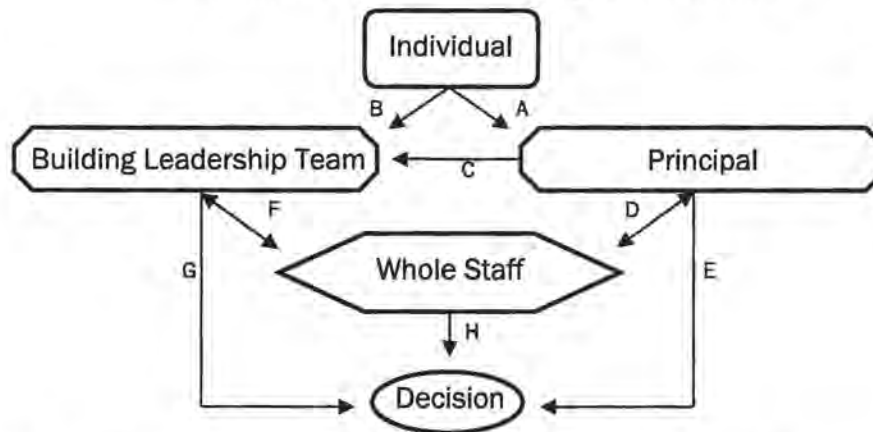 Individual
B
A
Building Leadership Team
C
Principal
F
D
G
Whole Staff
E
H
Decision